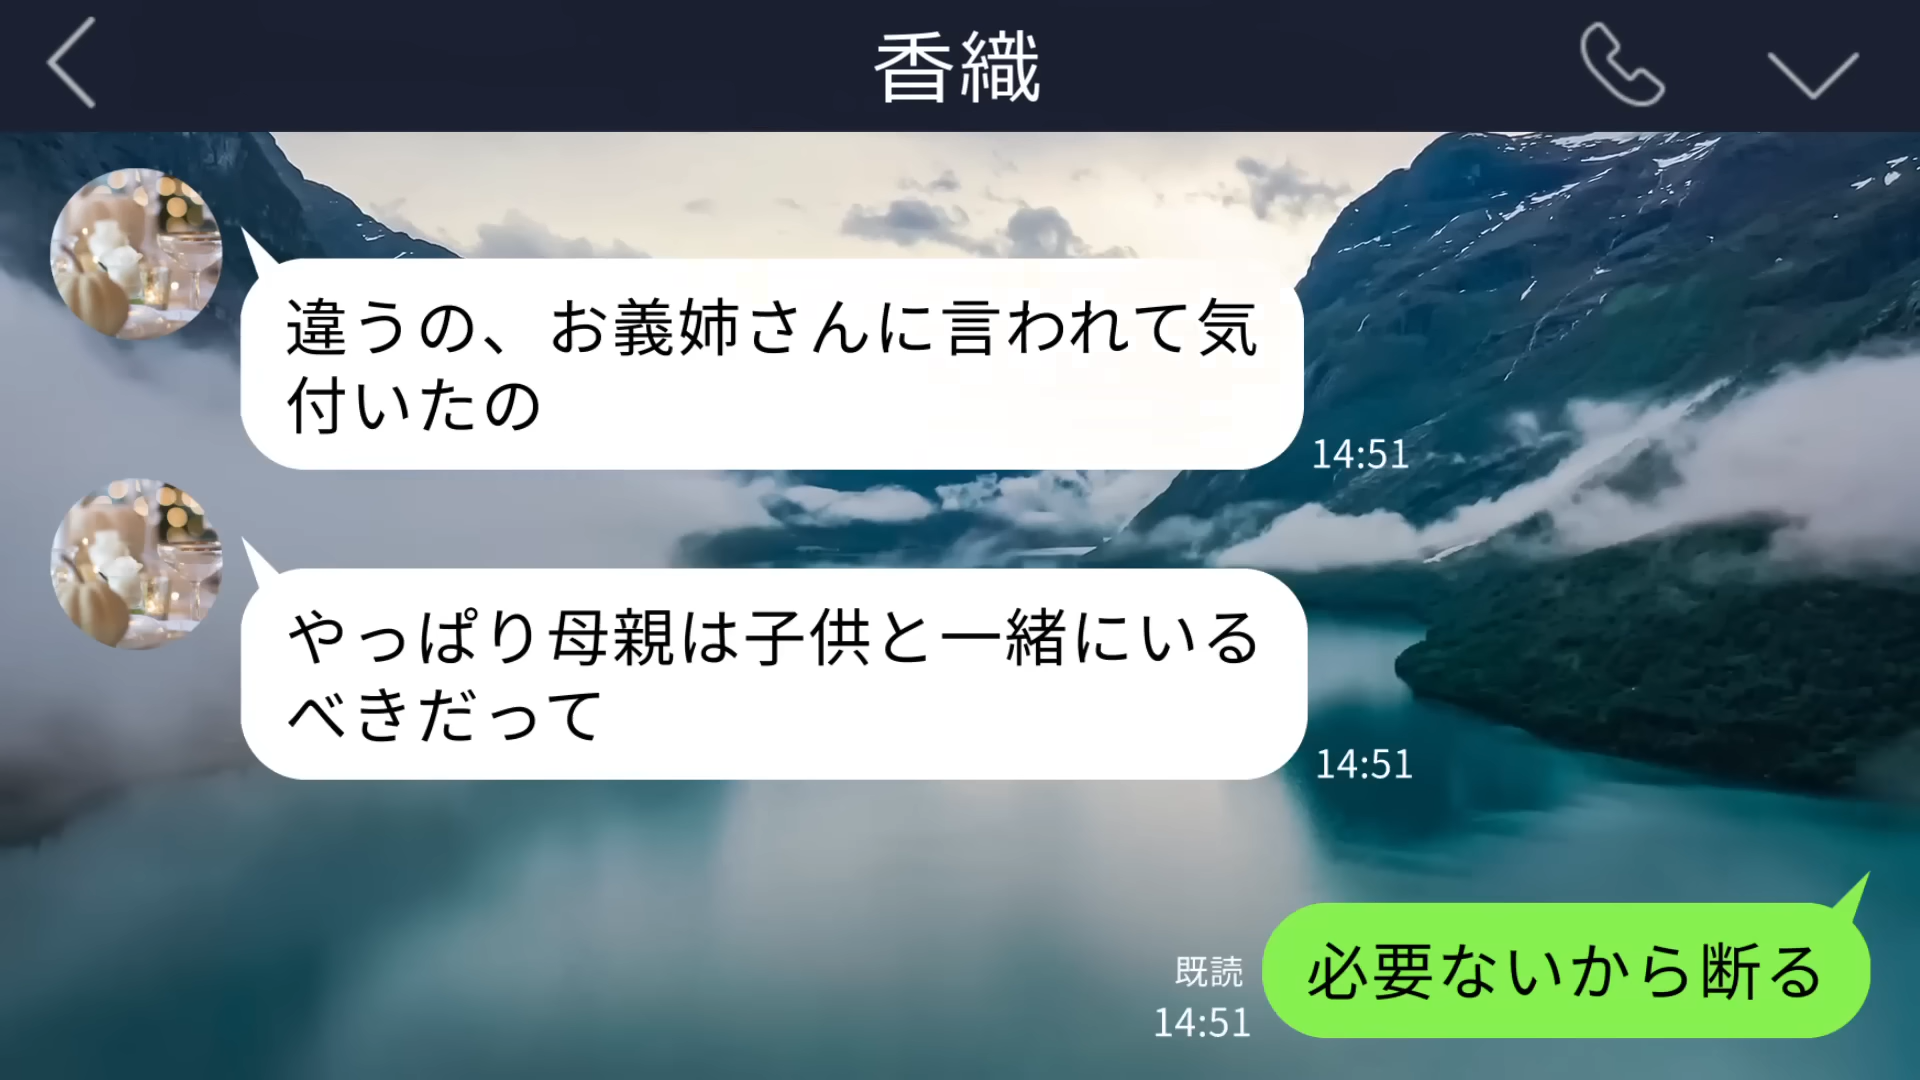 香織
違うの、お義姉さんに言われて気
付いたの
14:51
やっぱり母親は子供と一緒にいる
べきだって
14:51
必要ないから断る
既読
14:51